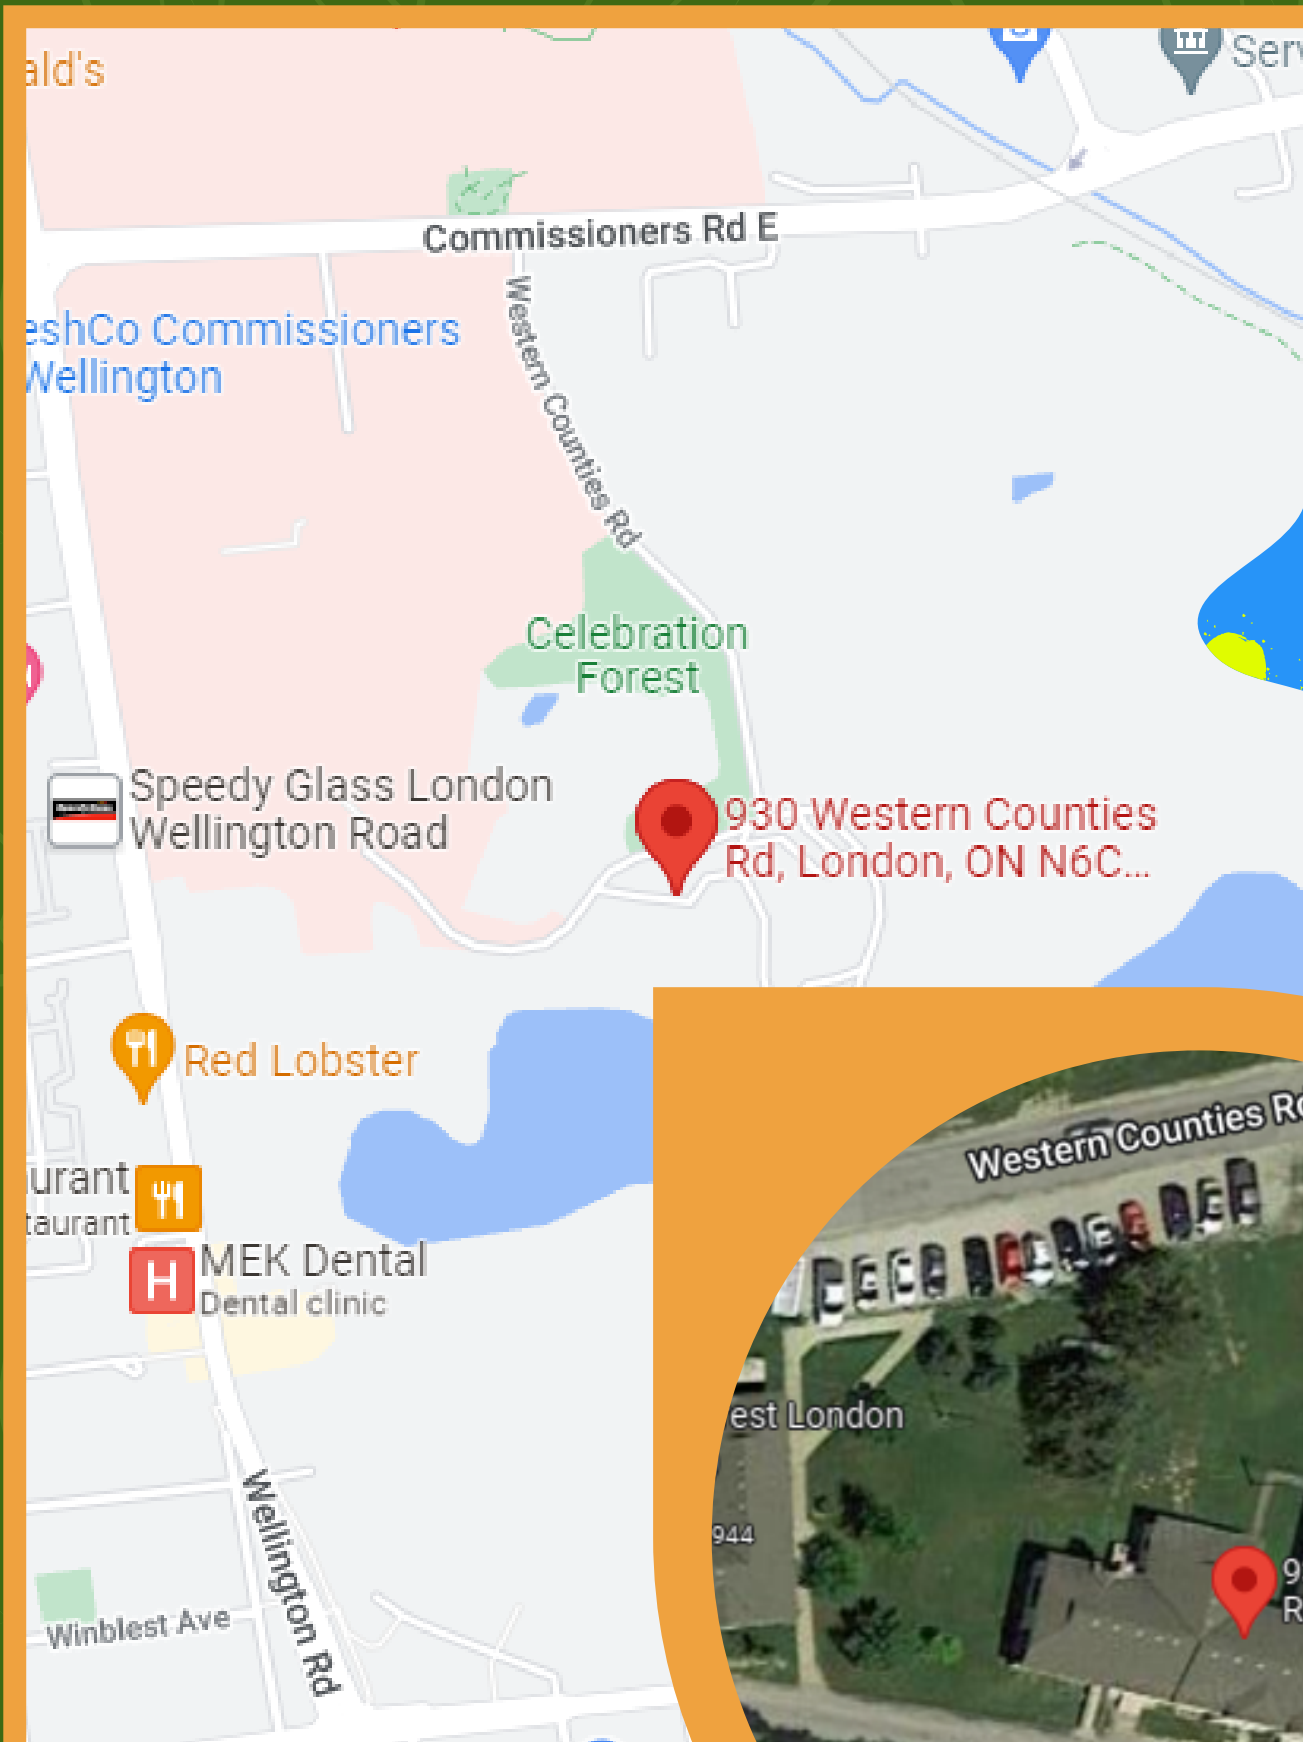 ald's
Serv
Commissioners Rd E
Western Counties Rd
eshCo Commissioners
Wellington
Celebration
Forest
Speedy Glass London
Wellington Road
930 Western Counties
Rd, London, ON N6C...
Red Lobster
urant
taurant
H
MEK Dental
Dental clinic
Western Counties Rd
est London
944
9
R
Wellington Rd
Winblest Ave